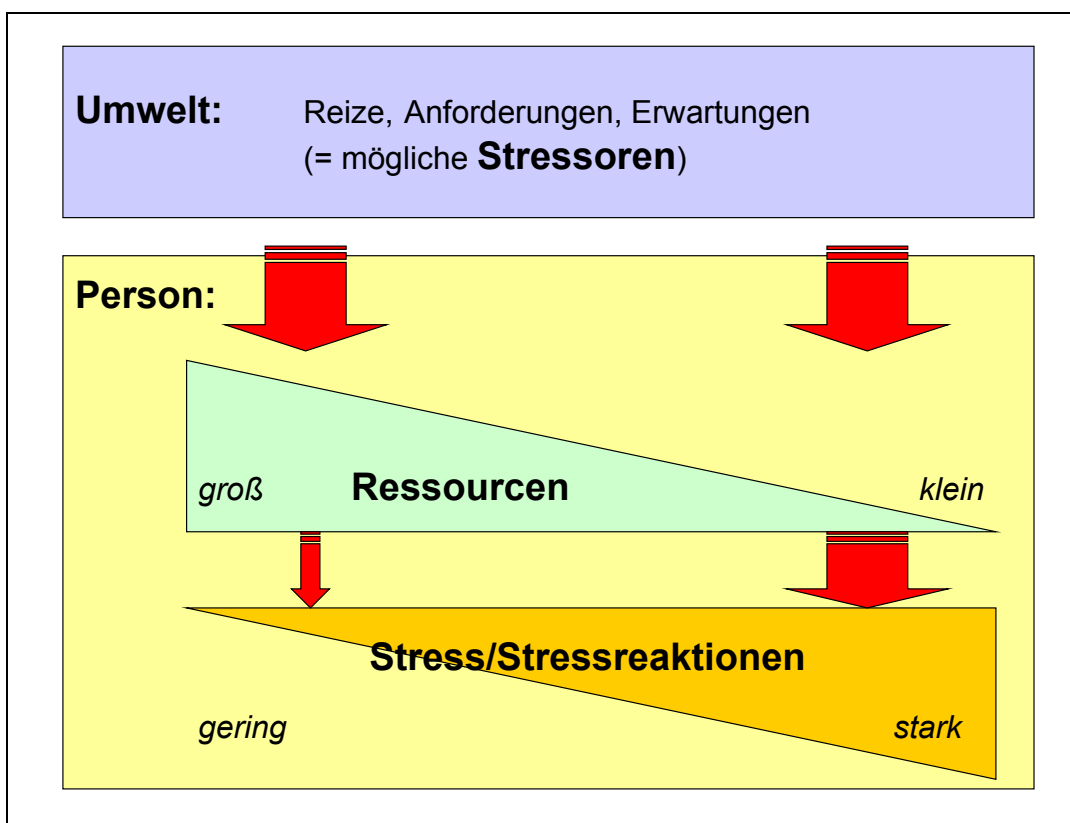 Umwelt: Reize, Anforderungen, Erwartungen
(= mögliche Stressoren)
Person:
groß Ressourcen klein
Stress/Stressreaktionen
gering stark